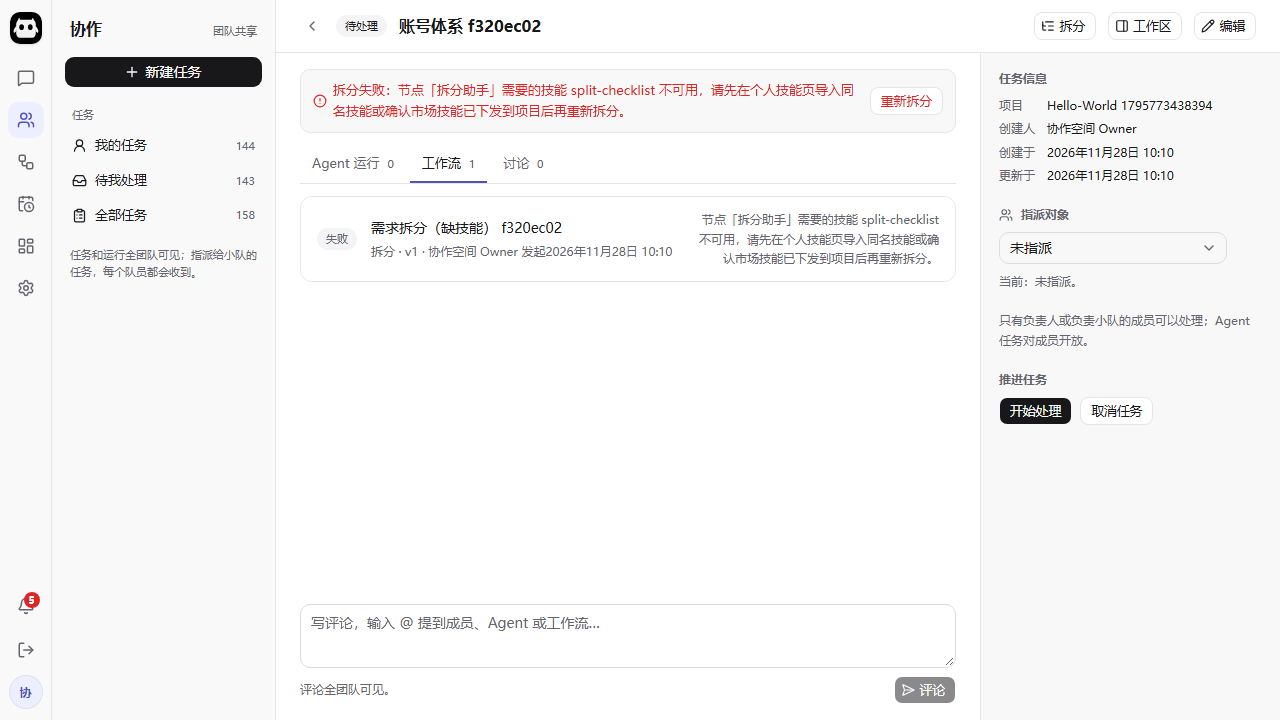 协作
团队共享
新建任务
任务
我的任务 144
待我处理 143
全部任务 158
任务和运行全团队可见；指派给小队的
任务，每个队员都会收到。
5
协
待处理
账号体系 f320ec02
拆分
工作区
编辑
拆分失败：节点「拆分助手」需要的技能 split-checklist 不可用，请先在个人技能页导入同
名技能或确认市场技能已下发到项目后再重新拆分。
重新拆分
Agent 运行 0
工作流 1
讨论 0
失败
需求拆分（缺技能） f320ec02
拆分 · v1 · 协作空间 Owner 发起2026年11月28日 10:10
节点「拆分助手」需要的技能 split-checklist
不可用，请先在个人技能页导入同名技能或确
认市场技能已下发到项目后再重新拆分。
写评论，输入 @ 提到成员、Agent 或工作流...
评论全团队可见。
评论
任务信息
项目 Hello-World 1795773438394
创建人 协作空间 Owner
创建于 2026年11月28日 10:10
更新于 2026年11月28日 10:10
指派对象
未指派
当前：未指派。
只有负责人或负责小队的成员可以处理；Agent
任务对成员开放。
推进任务
开始处理
取消任务